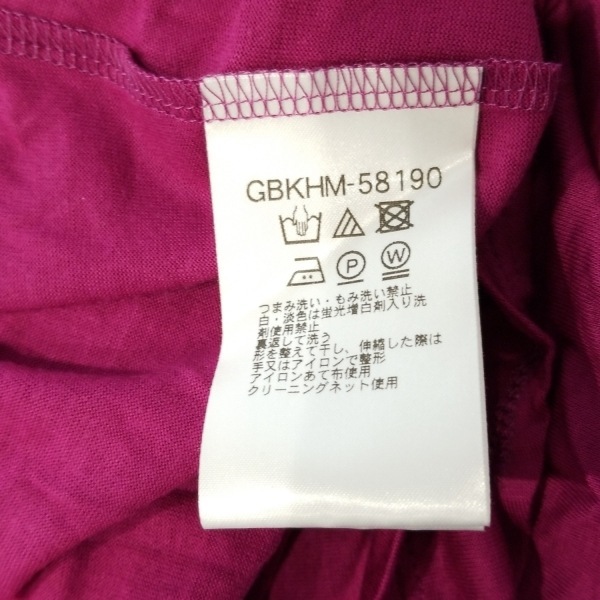 GBKHM-58190
P W
つまみ洗い・もみ洗い禁止
白・淡色は蛍光増白剤入り洗
剤使用禁止
裏返して洗う
形を整えて干し、伸縮した際は
手又はアイロンで整形
アイロンあて布使用
クリーニングネット使用